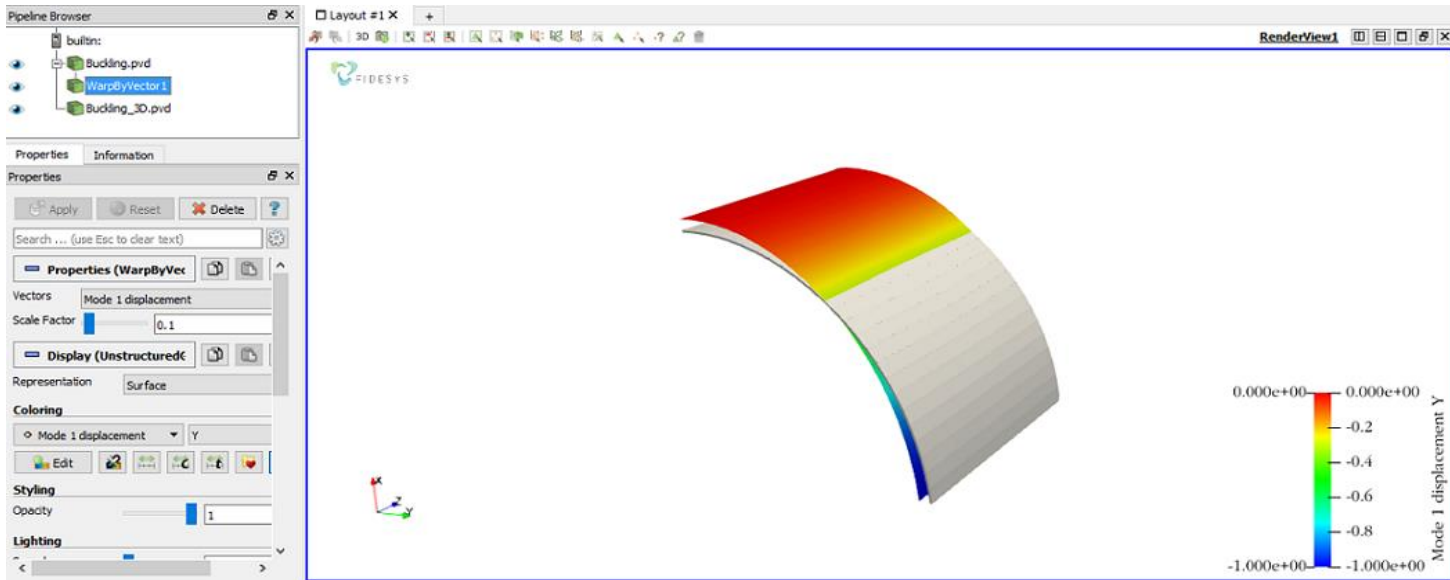 Pipeline Browser
builtin:
Buckling.pvd
WarpByVector1
Buckling_3D.pvd
Properties Information
Properties
Apply Reset Delete ?
Search ... (use Esc to clear text)
Properties (WarpByVec
Vectors Mode 1 displacement
Scale Factor 0.1
Display (Unstructured
Representation Surface
Coloring
Mode 1 displacement Y
Edit
Styling
Opacity 1
Lighting
Layout #1 X +
3D
RenderView1
FIDESYS
X
Z
Y
0.000e+00 0.000e+00
-0.2
-0.4
-0.6
-0.8
-1.000e+00 -1.000e+00
Mode 1 displacement Y